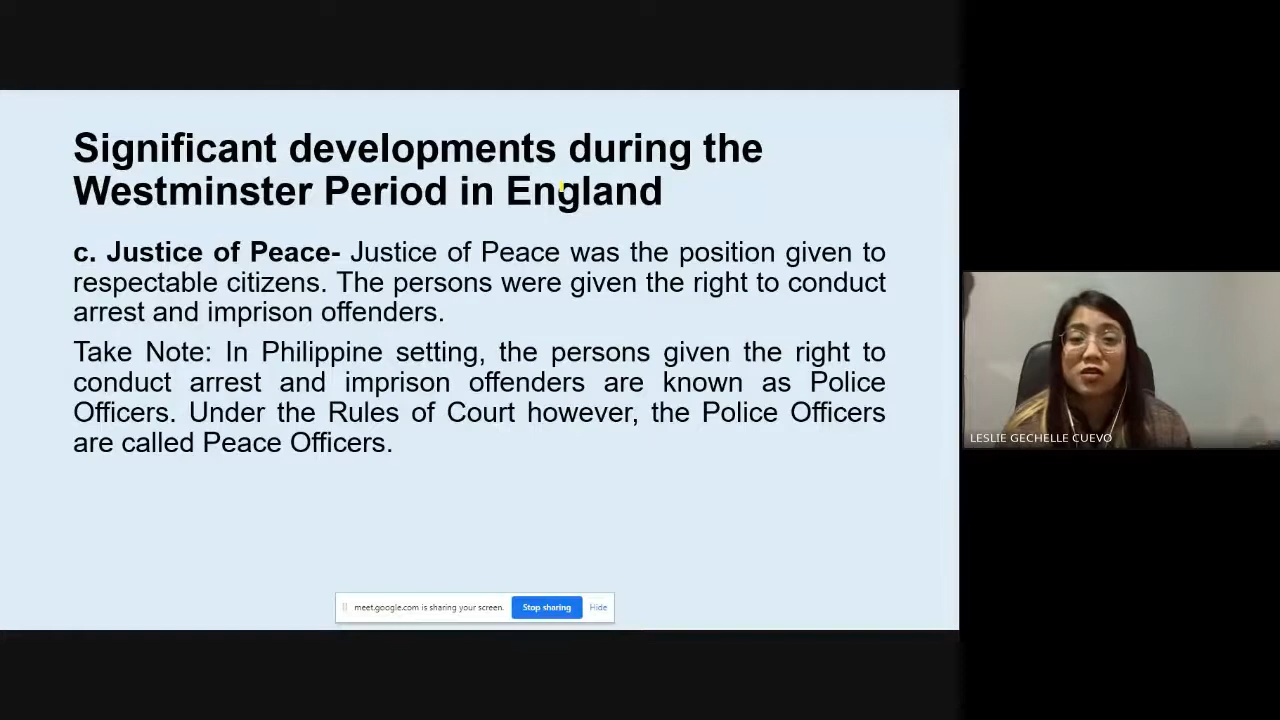 Significant developments during the
Westminster Period in England
c. Justice of Peace- Justice of Peace was the position given to
respectable citizens. The persons were given the right to conduct
arrest and imprison offenders.
Take Note: In Philippine setting, the persons given the right to
conduct arrest and imprison offenders are known as Police
Officers. Under the Rules of Court however, the Police Officers
are called Peace Officers.
LESLIE GECHELLE CUEVO
meet.google.com is sharing your screen. Stop sharing Hide